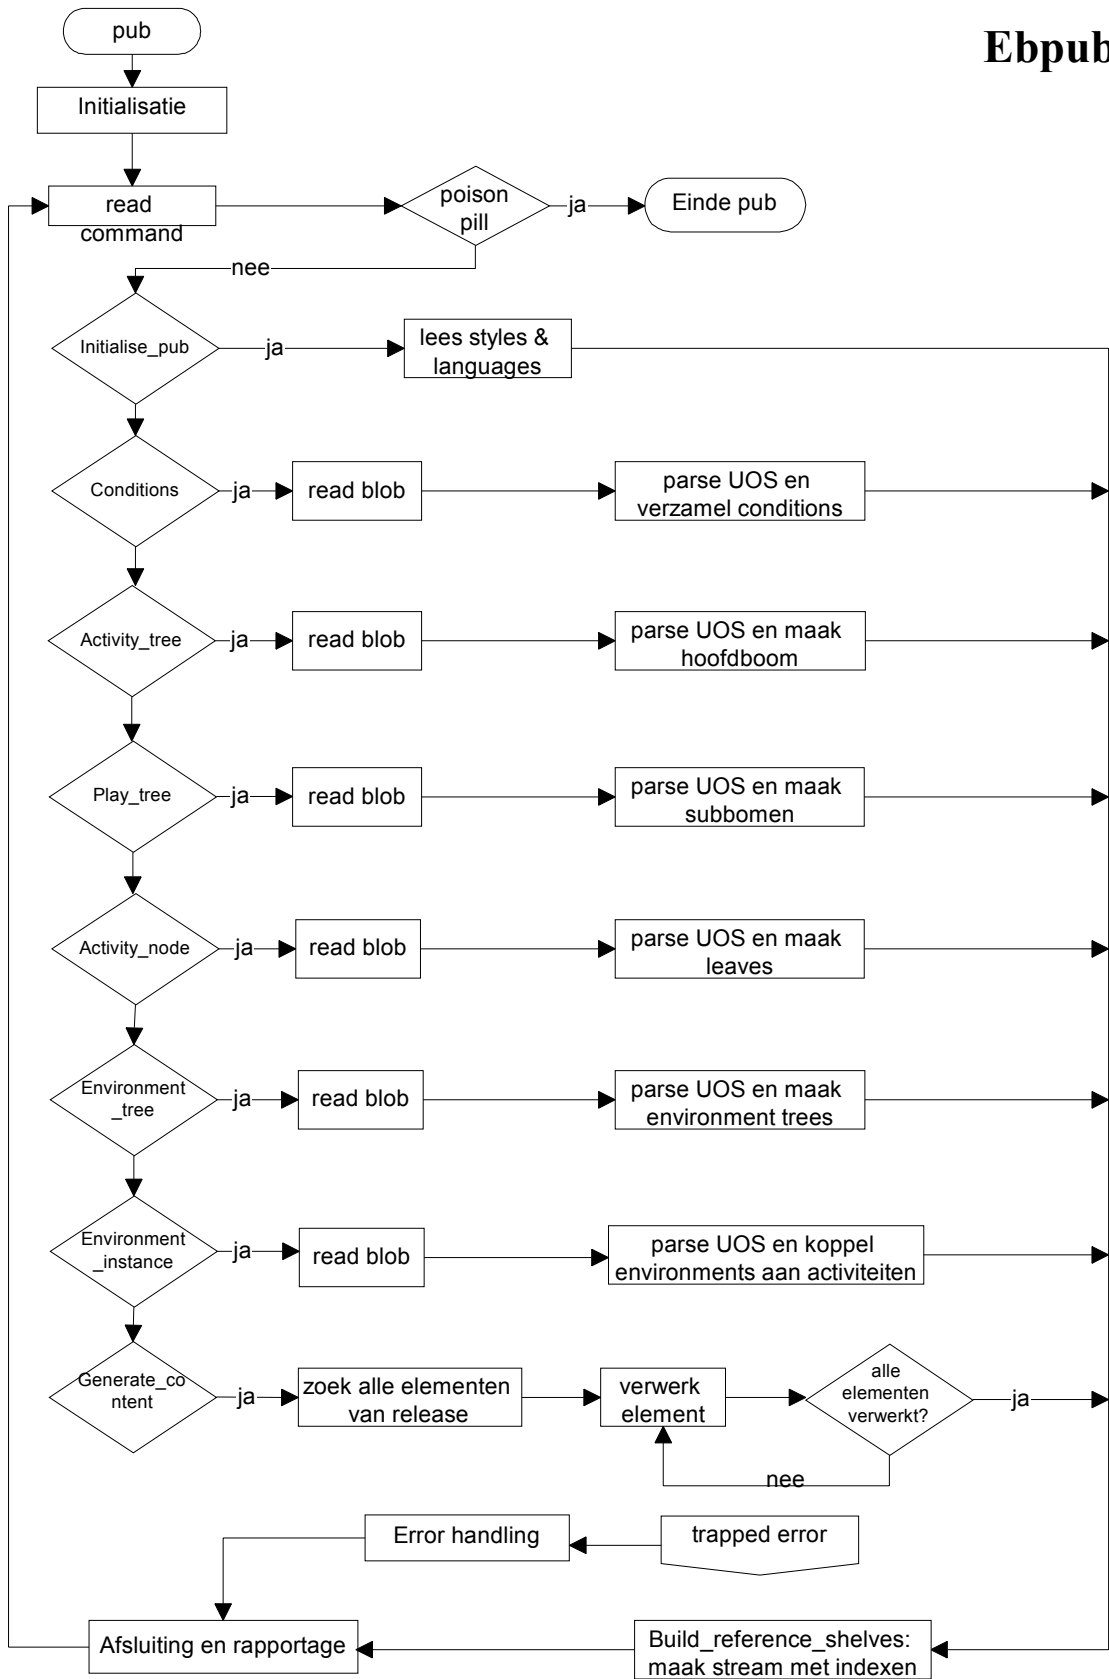 pub
Ebpub
Initialisatie
read
command
poison
pill
ja
Einde pub
nee
Initialise_pub
ja
lees styles &
languages
Conditions
ja
read blob
parse UOS en
verzamel conditions
Activity_tree
ja
read blob
parse UOS en maak
hoofdboom
Play_tree
ja
read blob
parse UOS en maak
subbomen
Activity_node
ja
read blob
parse UOS en maak
leaves
Environment
_tree
ja
read blob
parse UOS en maak
environment trees
Environment
_instance
ja
read blob
parse UOS en koppel
environments aan activiteiten
Generate_co
ntent
ja
zoek alle elementen
van release
verwerk
element
alle
elementen
verwerkt?
ja
nee
Error handling
trapped error
Afsluiting en rapportage
Build_reference_shelves:
maak stream met indexen